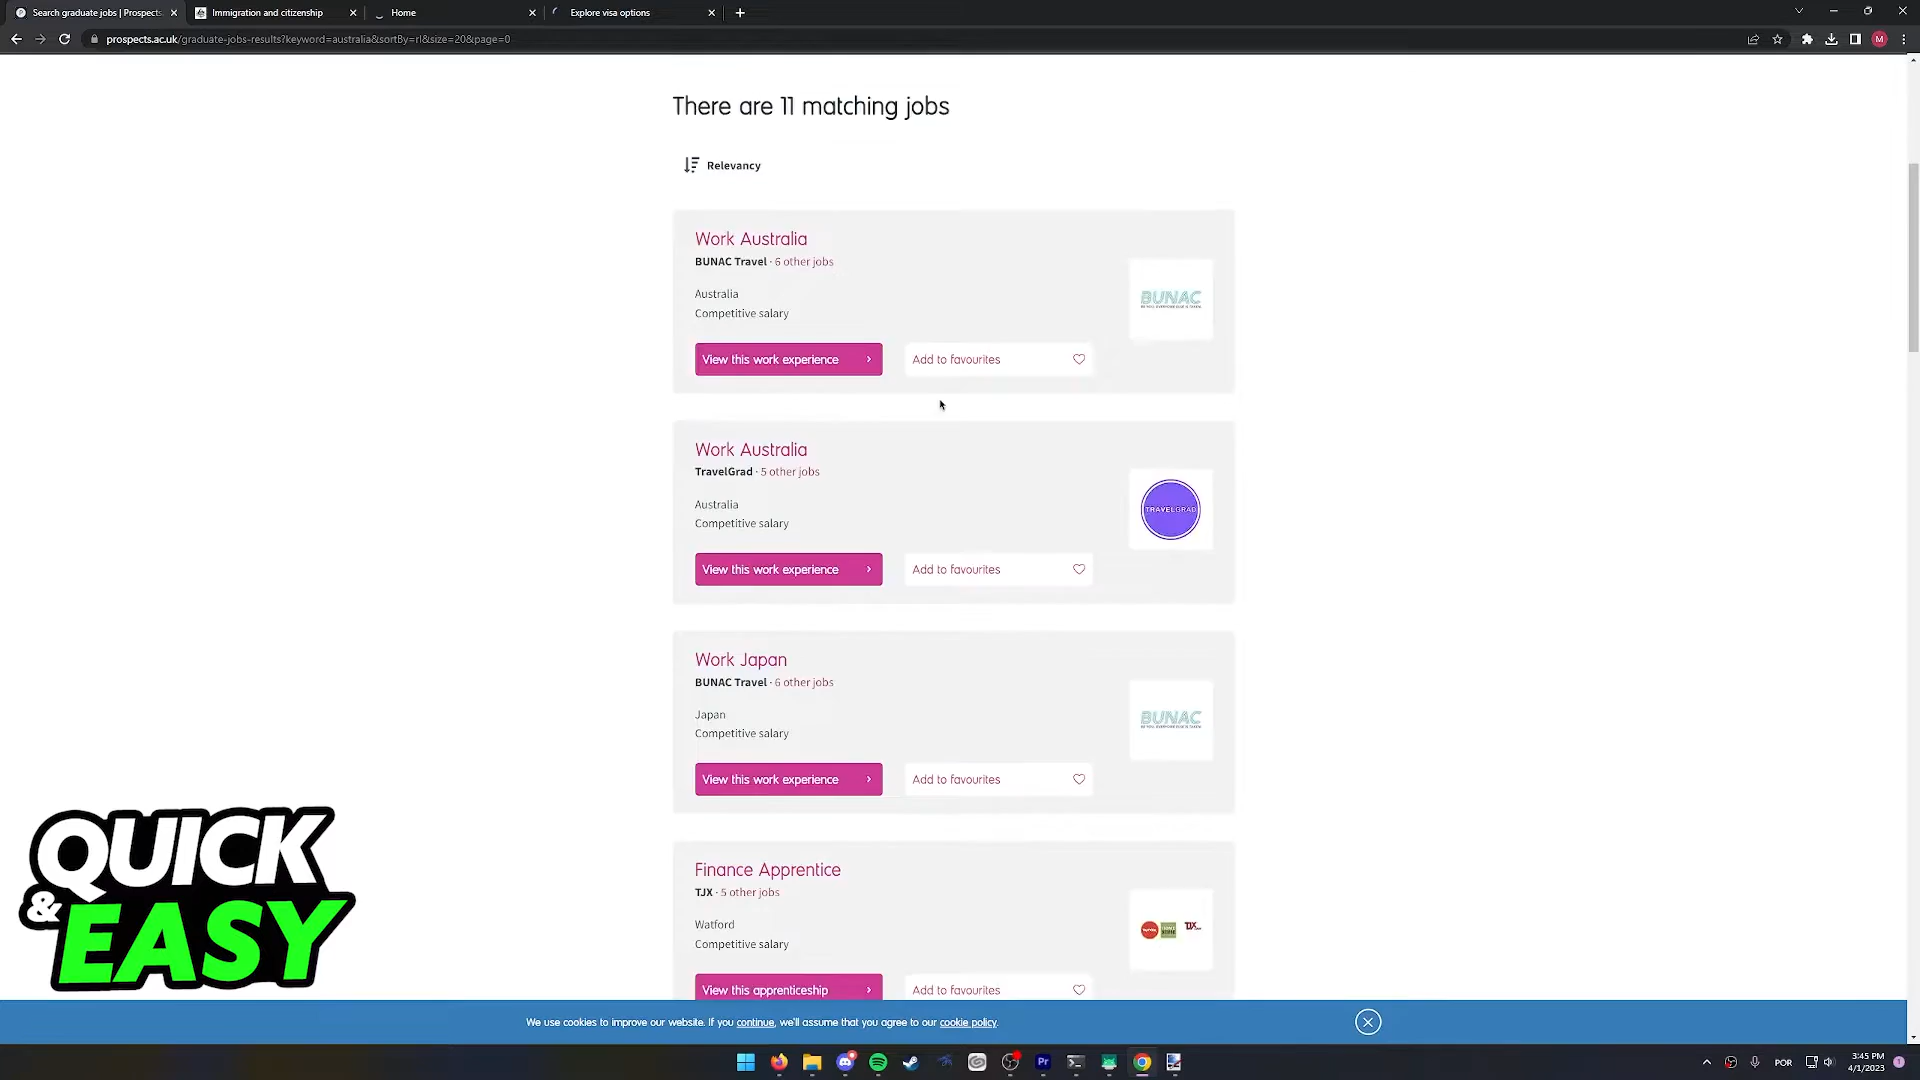 Search graduate jobs | Prospects
Immigration and citizenship
Home
Explore visa options
prospects.ac.uk/graduate-jobs-results?keyword=australia&sortBy=rl&size=20&page=0
M
There are 11 matching jobs
Relevancy
Work Australia
BUNAC Travel · 6 other jobs
Australia
Competitive salary
BUNAC
View this work experience
Add to favourites
Work Australia
TravelGrad · 5 other jobs
Australia
Competitive salary
TRAVELGRAD
View this work experience
Add to favourites
Work Japan
BUNAC Travel · 6 other jobs
Japan
Competitive salary
BUNAC
View this work experience
Add to favourites
Finance Apprentice
TJX · 5 other jobs
Watford
Competitive salary
TJX
View this apprenticeship
Add to favourites
QUICK
& EASY
We use cookies to improve our website. If you continue, we'll assume that you agree to our cookie policy.
Pr
POR
3:45 PM
4/1/2023
1